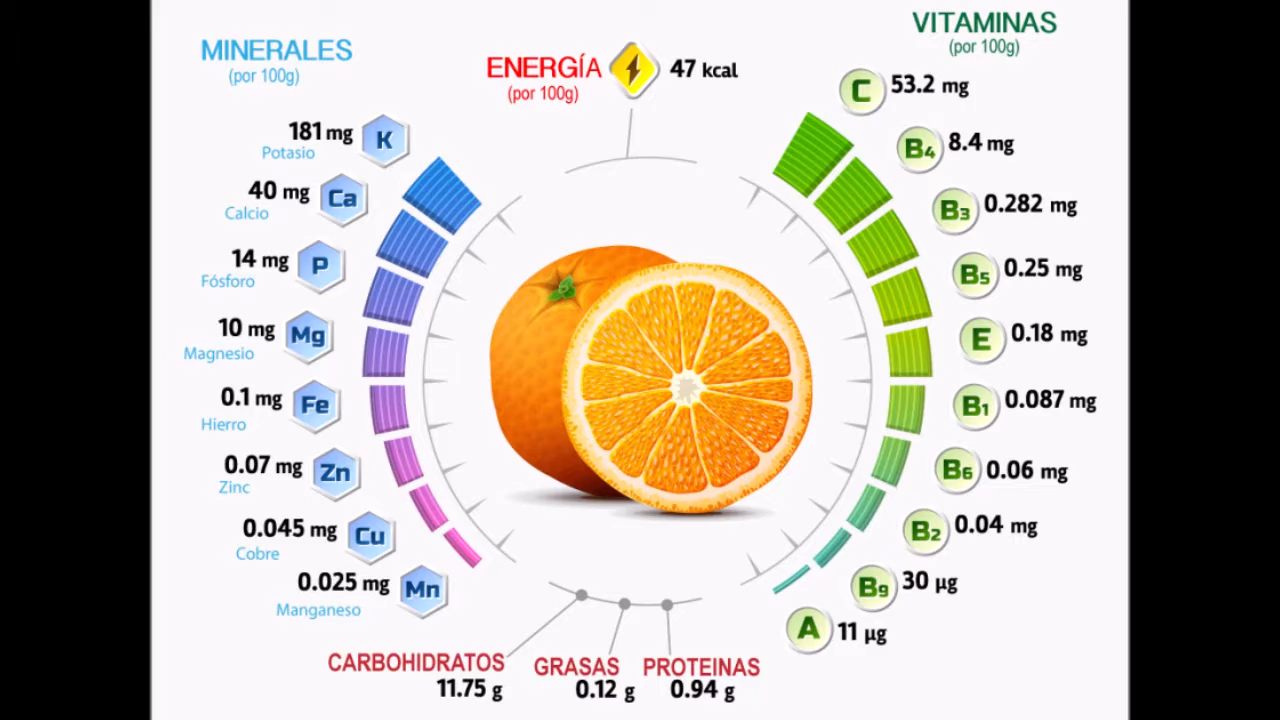 MINERALES
(por 100g)
181 mg
K
Potasio
40 mg
Ca
Calcio
14 mg
P
Fósforo
10 mg
Mg
Magnesio
0.1 mg
Fe
Hierro
0.07 mg
Zn
Zinc
0.045 mg
Cu
Cobre
0.025 mg
Mn
Manganeso
ENERGÍA
(por 100g)
47 kcal
VITAMINAS
(por 100g)
C 53.2 mg
B4 8.4 mg
B3 0.282 mg
B5 0.25 mg
E 0.18 mg
B1 0.087 mg
B6 0.06 mg
B2 0.04 mg
B9 30 µg
A 11 µg
CARBOHIDRATOS
11.75 g
GRASAS
0.12 g
PROTEINAS
0.94 g